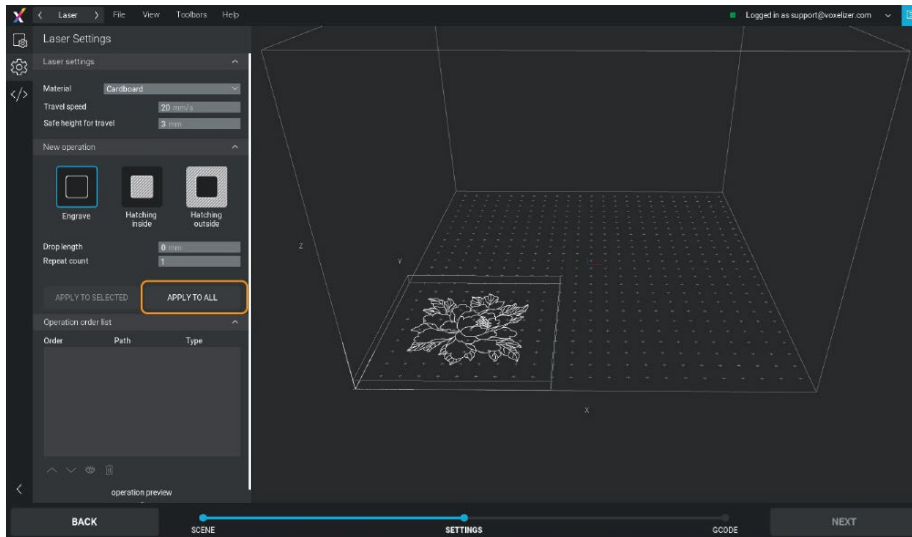 Laser File View Toolbars Help Logged in as support@voxelizer.com
Laser Settings
Laser settings
Material Cardboard
Travel speed 20 mm/s
Safe height for travel 3 mm
New operation
Engrave Hatching inside Hatching outside
Drop length 0 mm
Repeat count 1
APPLY TO SELECTED APPLY TO ALL
Operation order list
Order Path Type
operation preview
Z
Y
X
BACK SCENE SETTINGS GCODE NEXT